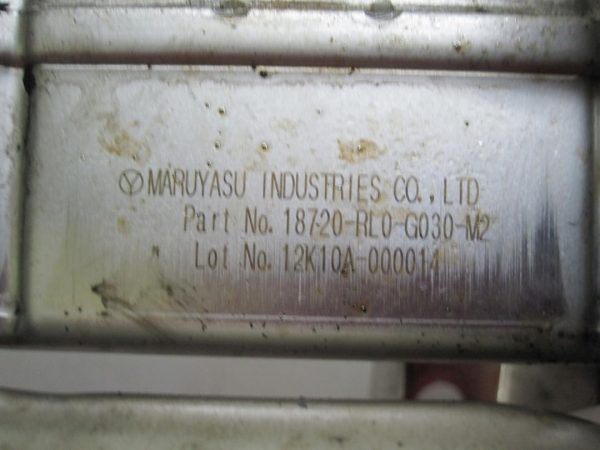 MARUYASU INDUSTRIES CO., LTD
Part No. 18720-RL0-G030-M2
Lot No. 12K10A-000014